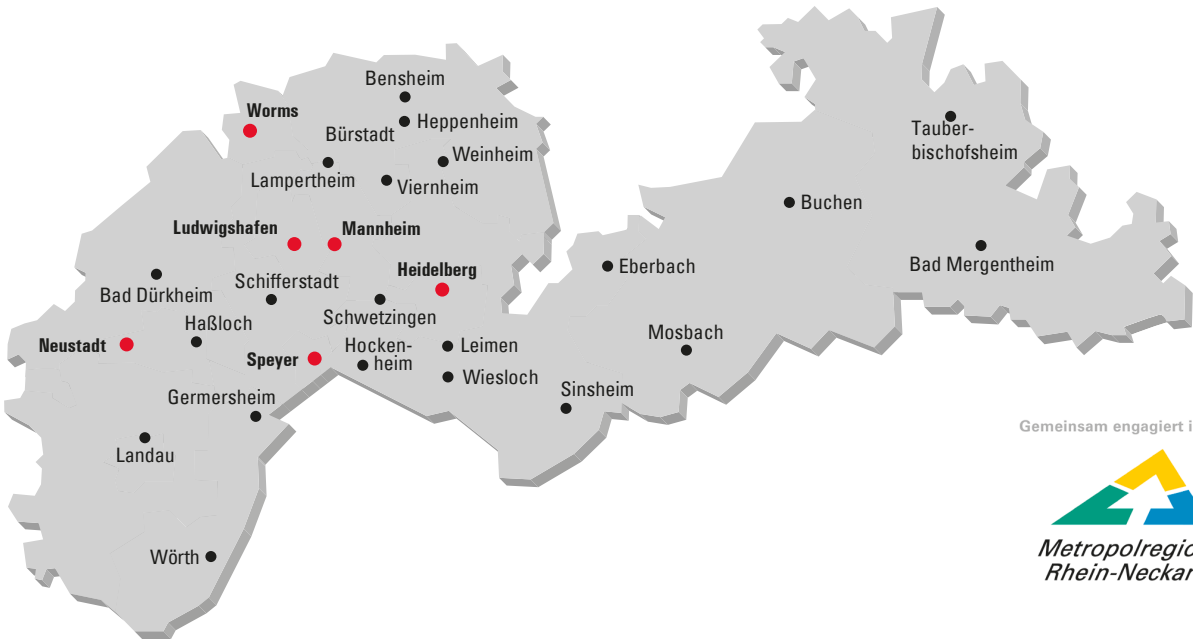 Bensheim
Worms
Heppenheim
Bürstadt
Weinheim
Lampertheim
Viernheim
Tauber-
bischofsheim
Buchen
Ludwigshafen
Mannheim
Bad Mergentheim
Heidelberg
Eberbach
Schifferstadt
Bad Dürkheim
Schwetzingen
Haßloch
Mosbach
Neustadt
Speyer
Hocken-
heim
Leimen
Wiesloch
Sinsheim
Germersheim
Landau
Wörth
Gemeinsam engagiert i
Metropolregio
Rhein-Neckar